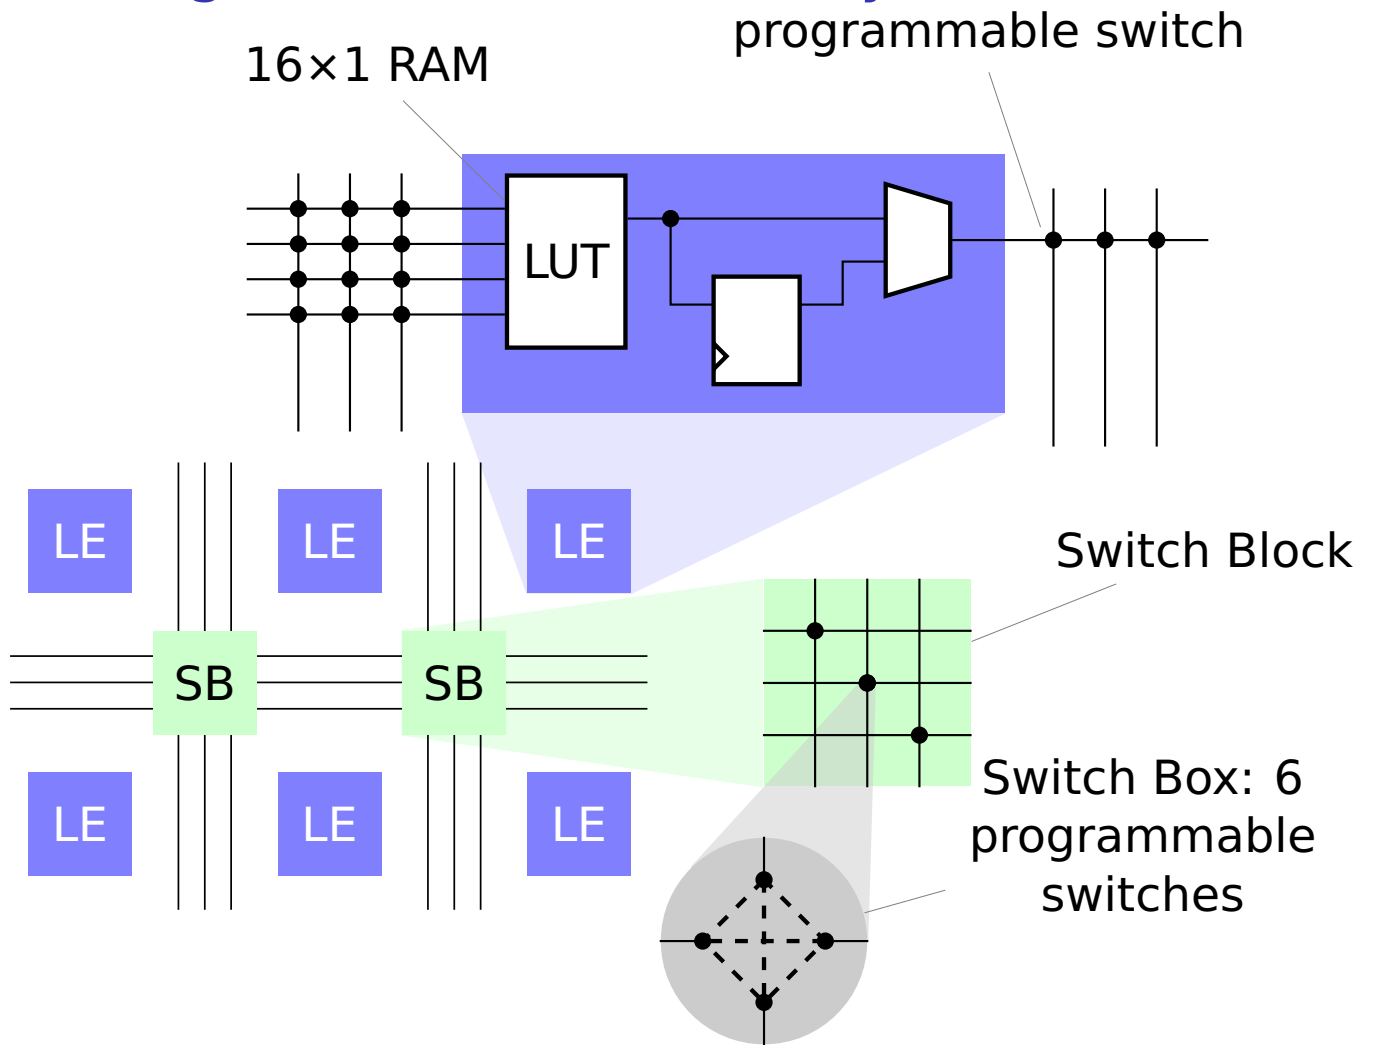 programmable switch
16×1 RAM
LUT
LE LE LE
Switch Block
SB SB
Switch Box: 6
programmable
switches
LE LE LE